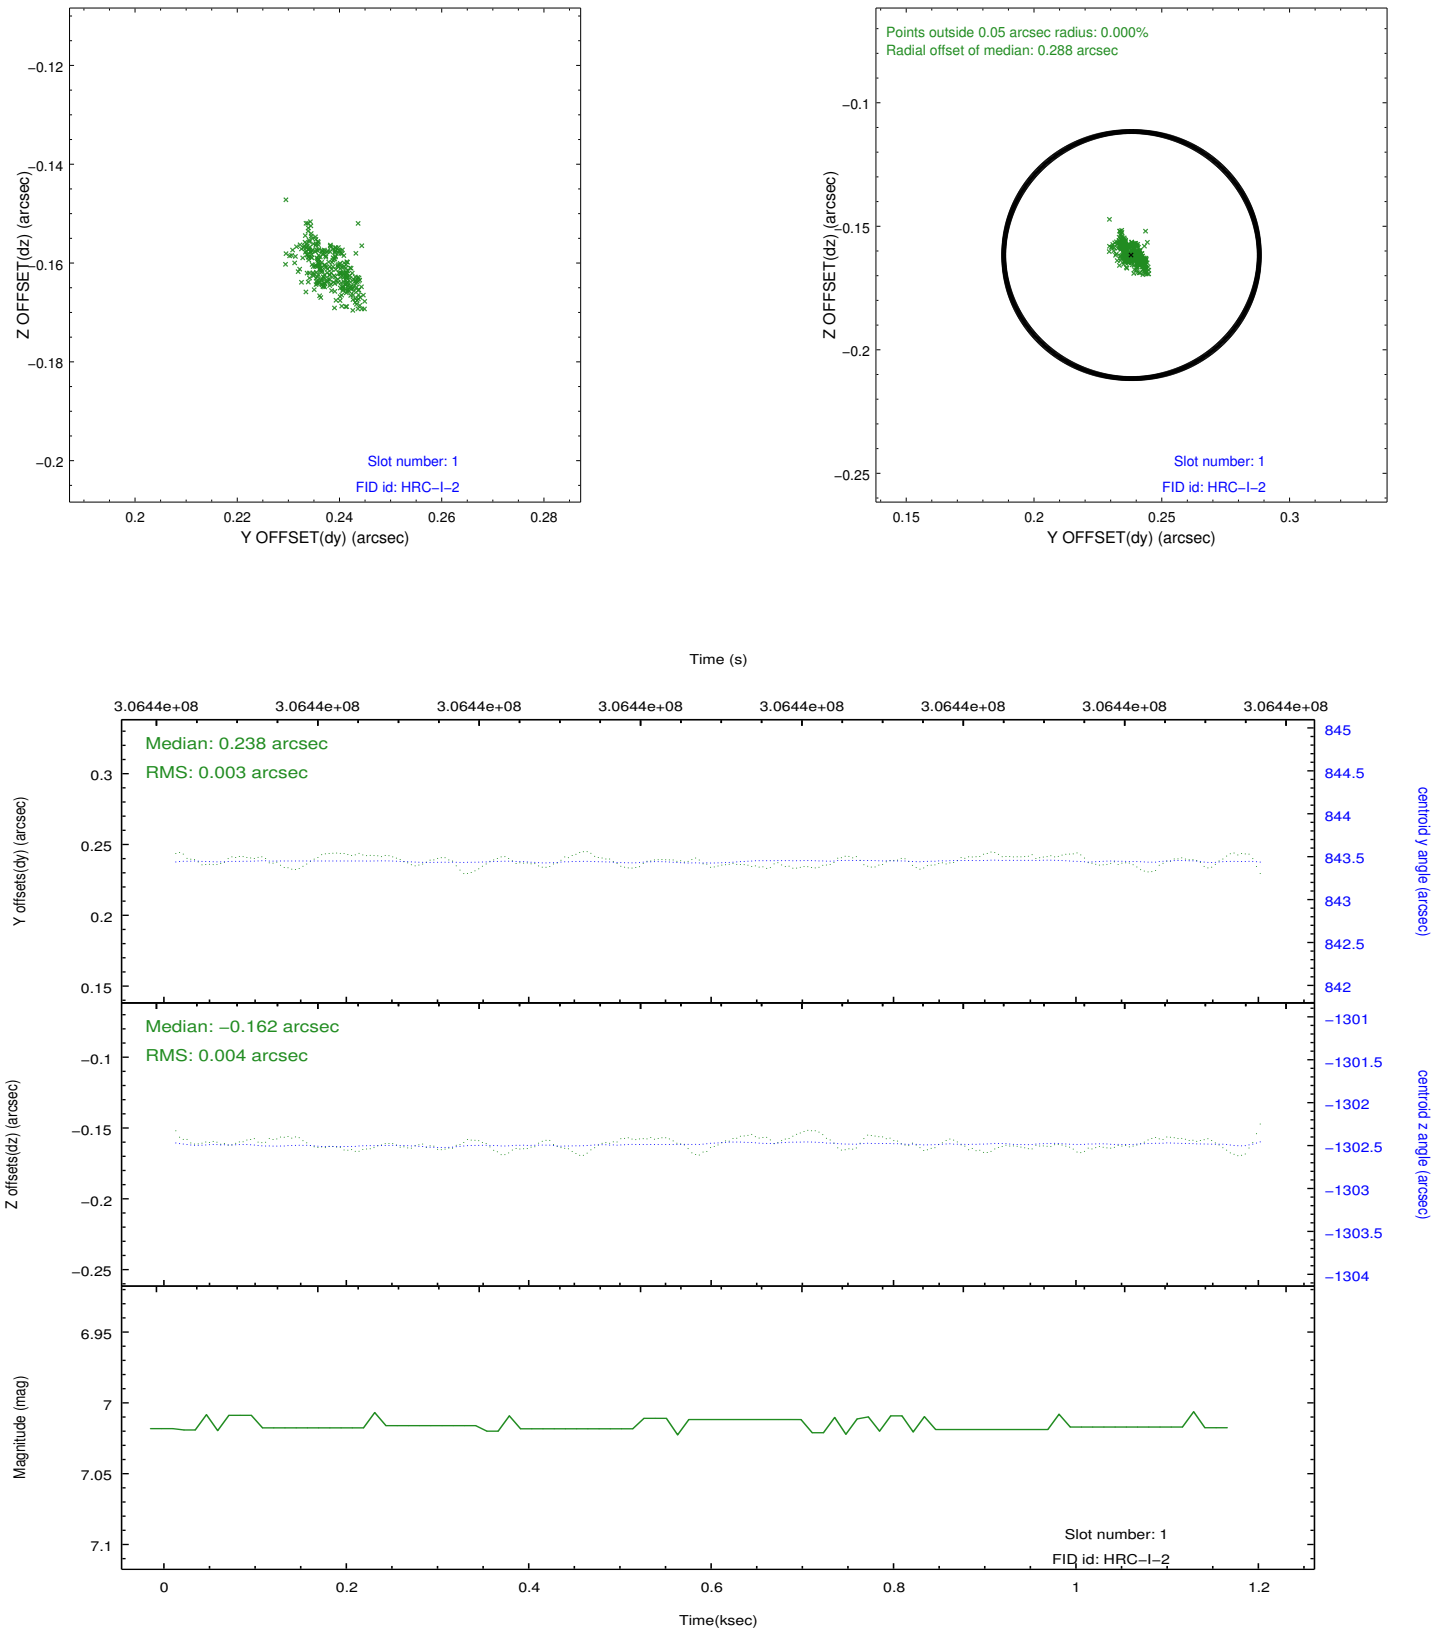 −0.12
−0.14
−0.16
−0.18
−0.2
Z OFFSET(dz) (arcsec)
Slot number: 1
FID id: HRC−I−2
0.2 0.22 0.24 0.26 0.28
Y OFFSET(dy) (arcsec)
Points outside 0.05 arcsec radius: 0.000%
Radial offset of median: 0.288 arcsec
−0.1
−0.15
−0.2
−0.25
Z OFFSET(dz) (arcsec)
Slot number: 1
FID id: HRC−I−2
0.15 0.2 0.25 0.3
Y OFFSET(dy) (arcsec)
Time (s)
3.0644e+08 3.0644e+08 3.0644e+08 3.0644e+08 3.0644e+08 3.0644e+08 3.0644e+08 3.0644e+08
Median: 0.238 arcsec
RMS: 0.003 arcsec
0.3
0.25
0.2
0.15
Y offsets(dy) (arcsec)
845
844.5
844
843.5
843
842.5
842
centroid y angle (arcsec)
Median: −0.162 arcsec
RMS: 0.004 arcsec
−0.1
−0.15
−0.2
−0.25
Z offsets(dz) (arcsec)
−1301
−1301.5
−1302
−1302.5
−1303
−1303.5
−1304
centroid z angle (arcsec)
6.95
7
7.05
7.1
Magnitude (mag)
Slot number: 1
FID id: HRC−I−2
0 0.2 0.4 0.6 0.8 1 1.2
Time(ksec)